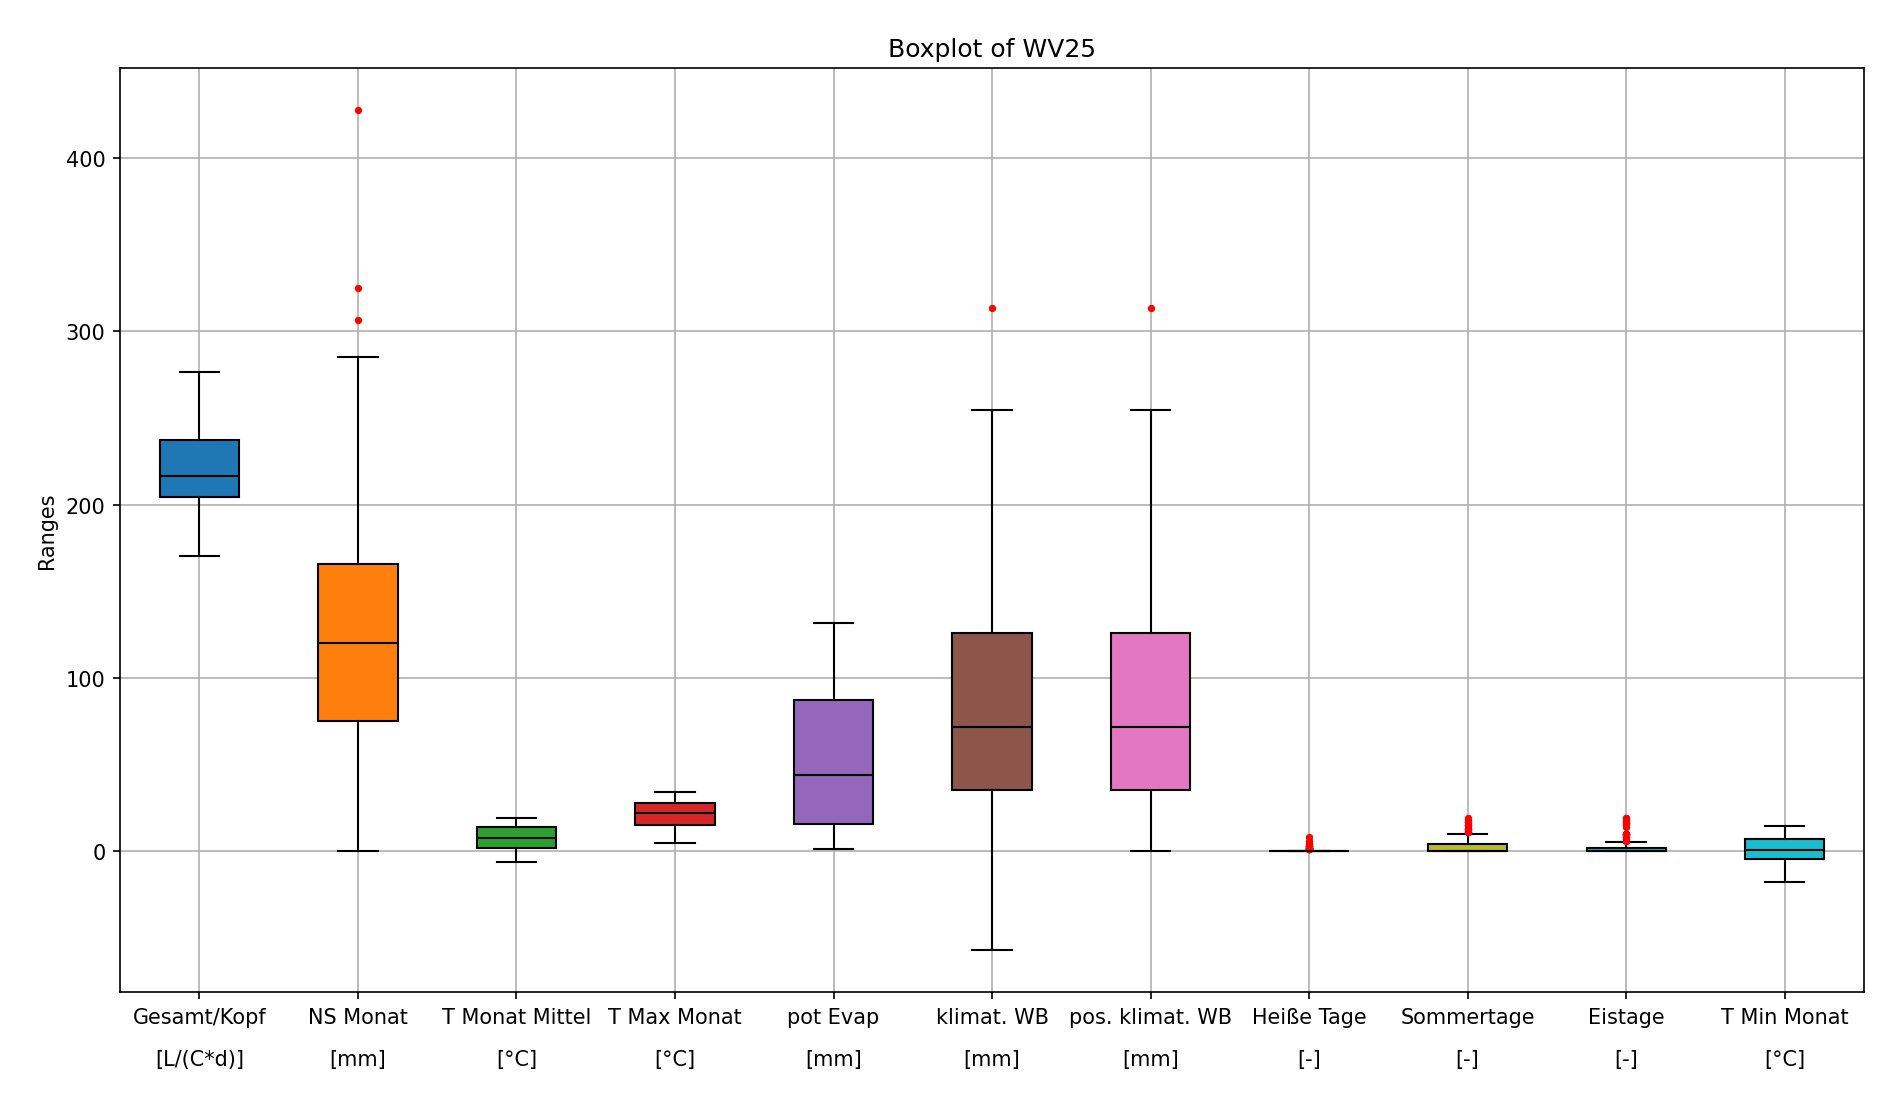 Boxplot of WV25
Ranges
400
300
200
100
0
Gesamt/Kopf NS Monat T Monat Mittel T Max Monat pot Evap klimat. WB pos. klimat. WB Heiße Tage Sommertage Eistage T Min Monat
[L/(C*d)] [mm] [°C] [°C] [mm] [mm] [mm] [-] [-] [-] [°C]